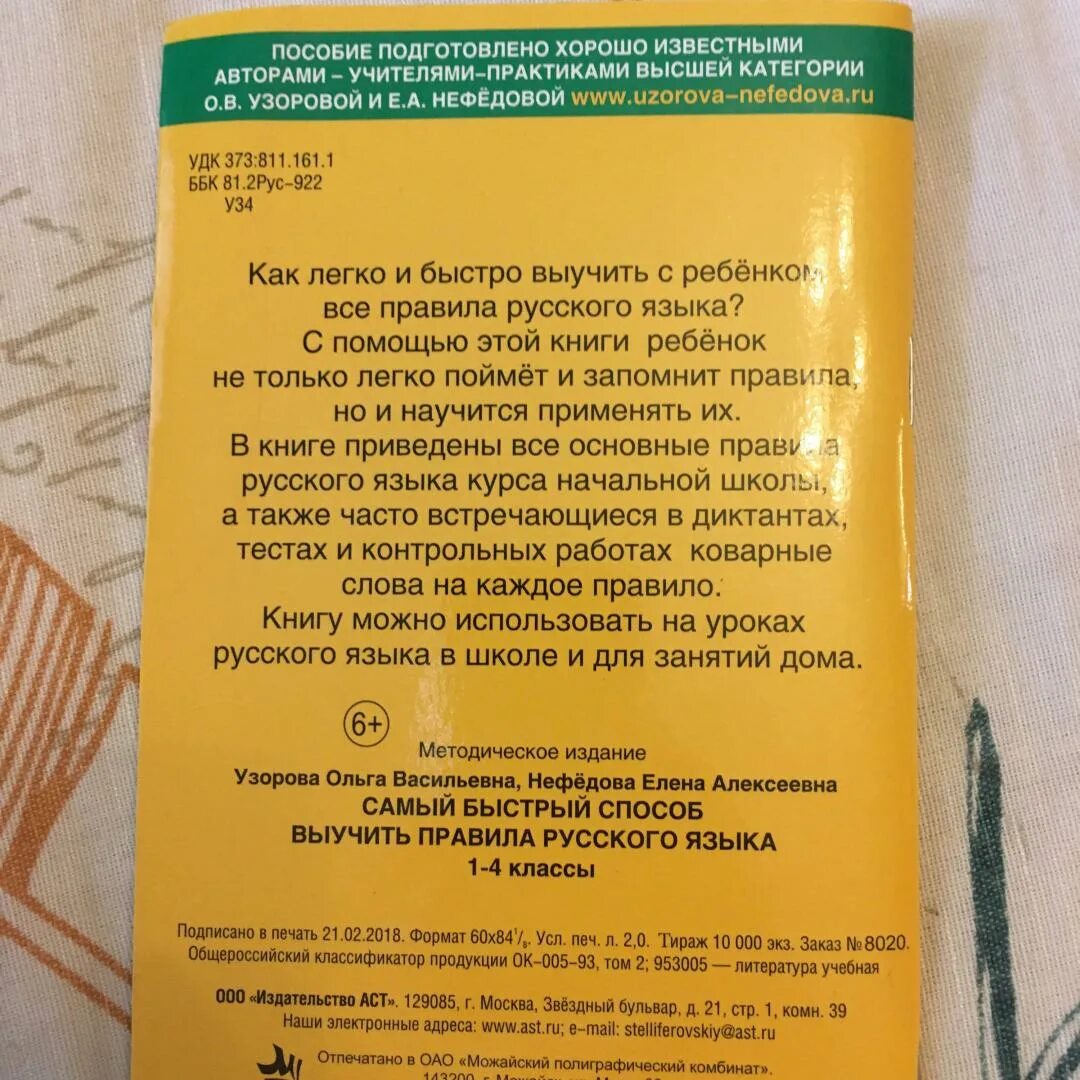 ПОСОБИЕ ПОДГОТОВЛЕНО ХОРОШО ИЗВЕСТНЫМИ
АВТОРАМИ – УЧИТЕЛЯМИ–ПРАКТИКАМИ ВЫСШЕЙ КАТЕГОРИИ
О.В. УЗОРОВОЙ И Е.А. НЕФЁДОВОЙ www.uzorova–nefedova.ru
УДК 373:811.161.1
ББК 81.2Рус–922
У34
Как легко и быстро выучить с ребёнком
все правила русского языка?
С помощью этой книги ребёнок
не только легко поймёт и запомнит правила,
но и научится применять их.
В книге приведены все основные правила
русского языка курса начальной школы,
а также часто встречающиеся в диктантах,
тестах и контрольных работах коварные
слова на каждое правило.
Книгу можно использовать на уроках
русского языка в школе и для занятий дома.
6+
Методическое издание
Узорова Ольга Васильевна, Нефёдова Елена Алексеевна
САМЫЙ БЫСТРЫЙ СПОСОБ
ВЫУЧИТЬ ПРАВИЛА РУССКОГО ЯЗЫКА
1-4 классы
Подписано в печать 21.02.2018. Формат 60x84¹/₈. Усл. печ. л. 2,0. Тираж 10 000 экз. Заказ №8020.
Общероссийский классификатор продукции ОК–005–93, том 2; 953005 — литература учебная
ООО «Издательство АСТ». 129085, г. Москва, Звёздный бульвар, д. 21, стр. 1, комн. 39
Наши электронные адреса: www.ast.ru; e–mail: stelliferovskiy@ast.ru
Отпечатано в ОАО «Можайский полиграфический комбинат».
143200, г. Можайск